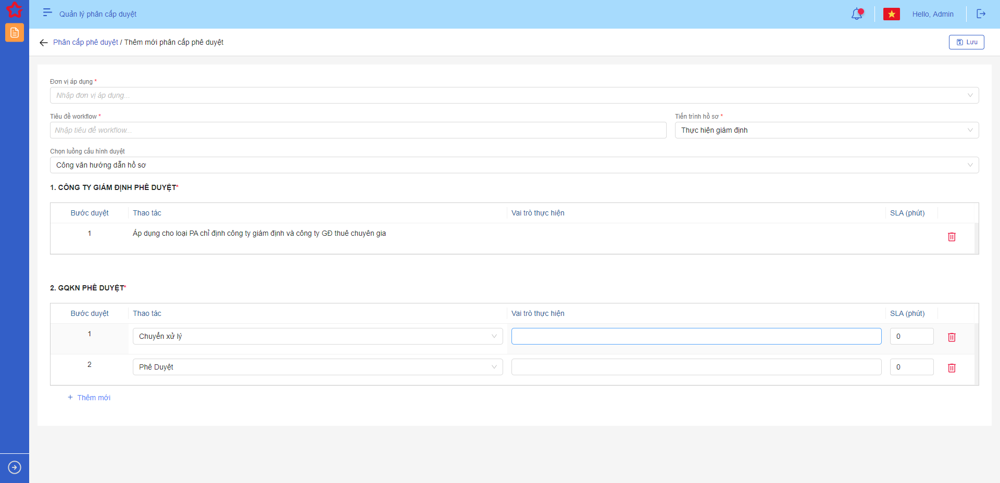 Quản lý phân cấp duyệt
Hello, Admin
Phân cấp phê duyệt / Thêm mới phân cấp phê duyệt
Lưu
Đơn vị áp dụng *
Nhập đơn vị áp dụng...
Tiêu đề workflow *
Tiến trình hồ sơ *
Nhập tiêu đề workflow...
Thực hiện giám định
Chọn luồng cấu hình duyệt
Công văn hướng dẫn hồ sơ
1. CÔNG TY GIÁM ĐỊNH PHÊ DUYỆT*
Bước duyệt Thao tác Vai trò thực hiện SLA (phút)
1 Áp dụng cho loại PA chỉ định công ty giám định và công ty GĐ thuê chuyên gia
2. GQKN PHÊ DUYỆT*
Bước duyệt Thao tác Vai trò thực hiện SLA (phút)
1 Chuyển xử lý 0
2 Phê Duyệt 0
+ Thêm mới